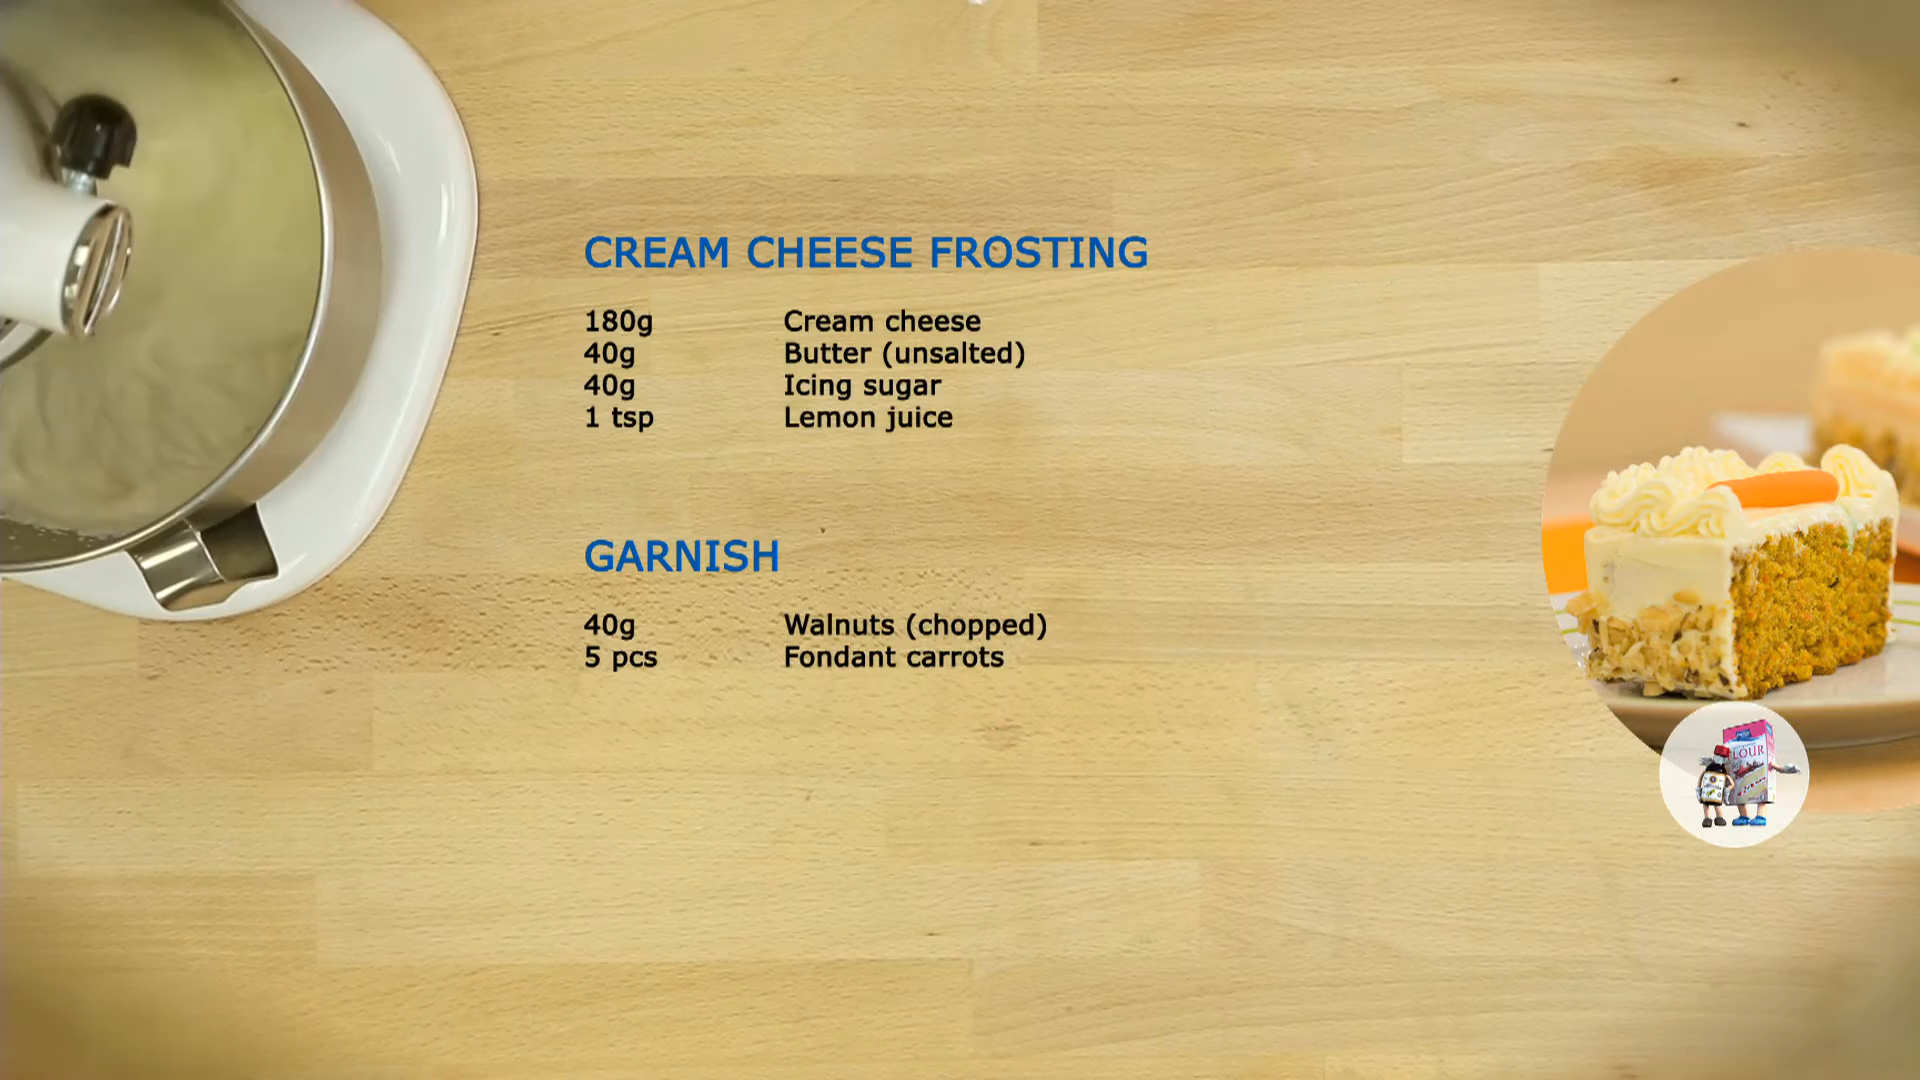 CREAM CHEESE FROSTING
180g Cream cheese
40g Butter (unsalted)
40g Icing sugar
1 tsp Lemon juice
GARNISH
40g Walnuts (chopped)
5 pcs Fondant carrots
LOUR